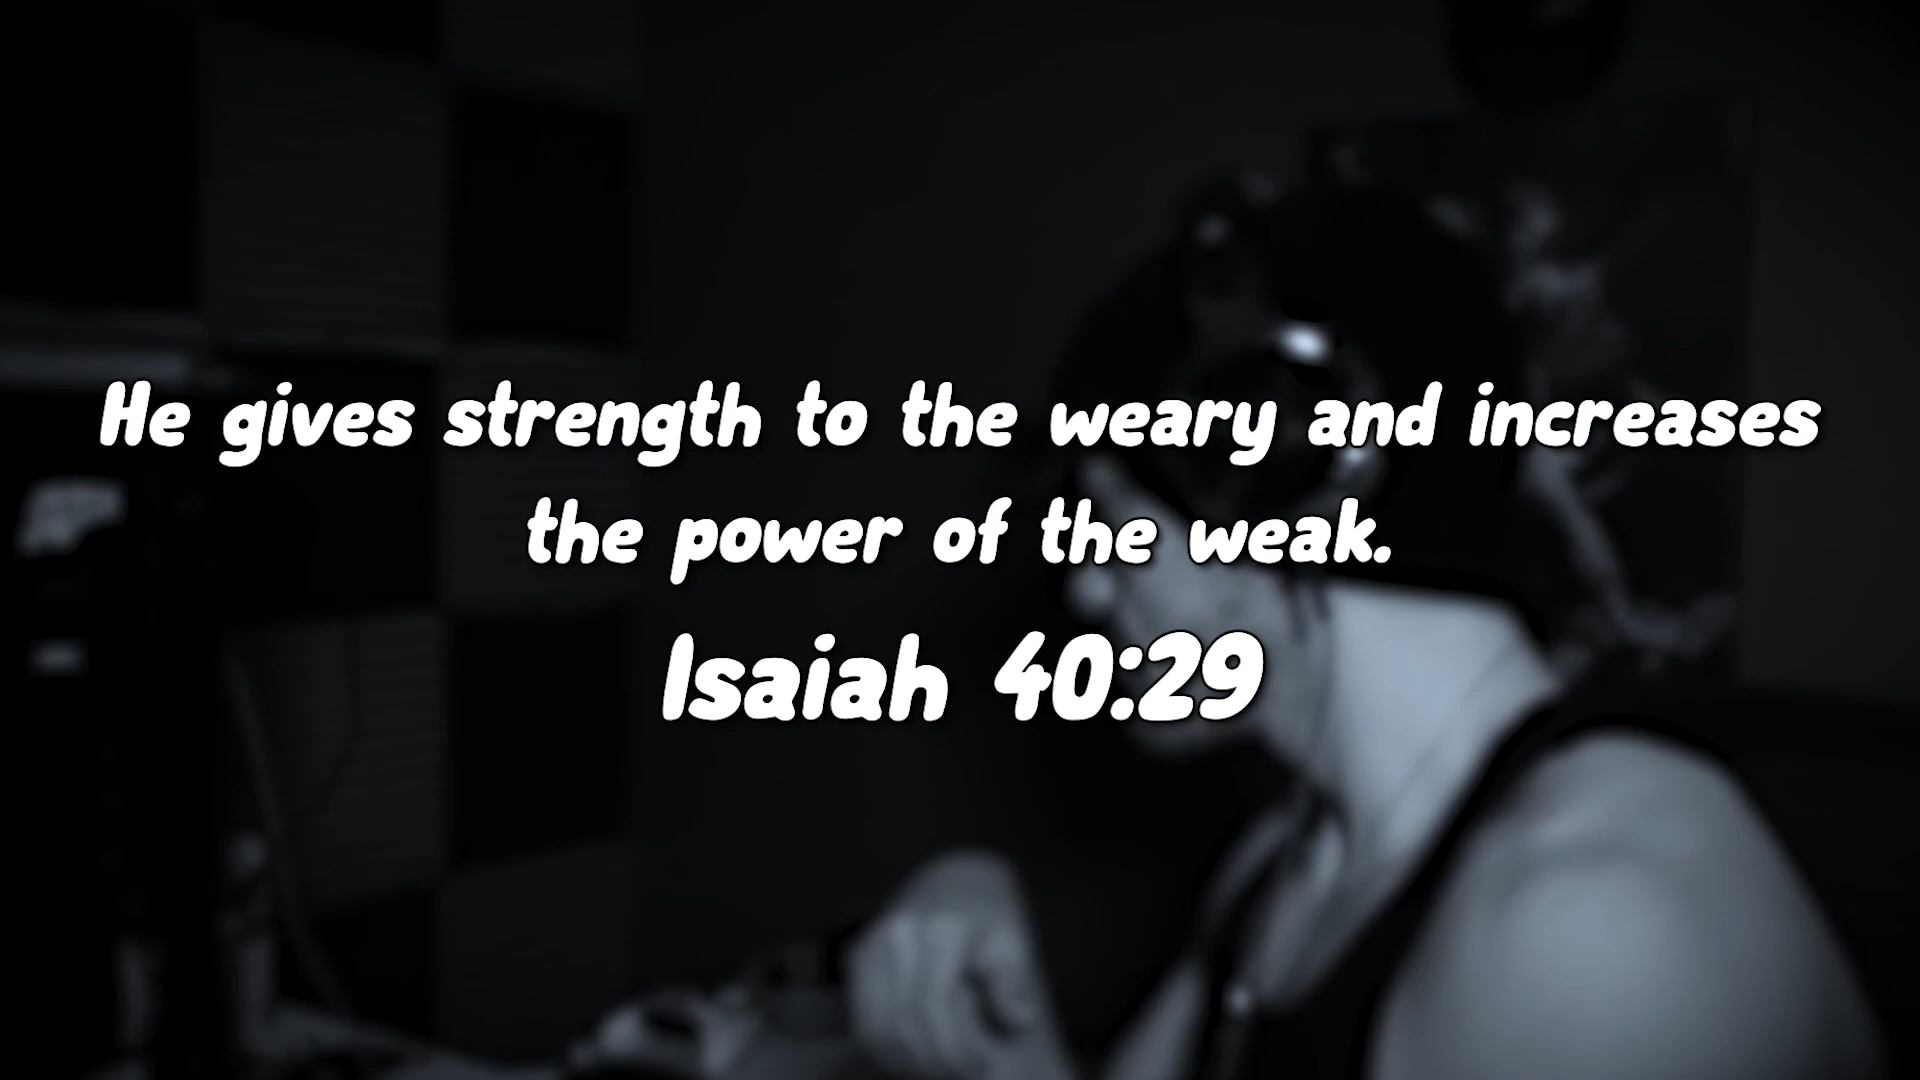 He gives strength to the weary and increases
the power of the weak.
Isaiah 40:29